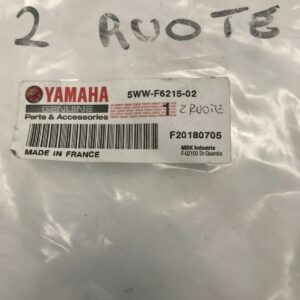 2 RUOTE
YAMAHA
GENUINE
Parts & Accessories
5WW-F6215-02
1 2 RUOTE
F20180705
MADE IN FRANCE
MBK Industrie
F-02100 St-Quentin